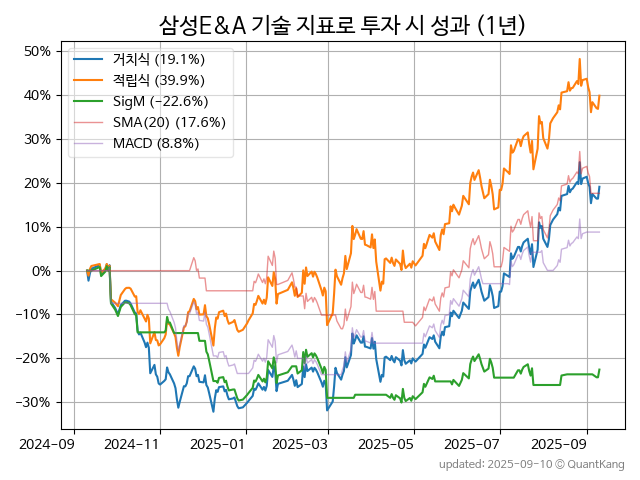 삼성E&A 기술 지표로 투자 시 성과 (1년)
거치식 (19.1%)
적립식 (39.9%)
SigM (−22.6%)
SMA(20) (17.6%)
MACD (8.8%)
50%
40%
30%
20%
10%
0%
−10%
−20%
−30%
2024-09
2024-11
2025-01
2025-03
2025-05
2025-07
2025-09
updated: 2025-09-10 © QuantKang